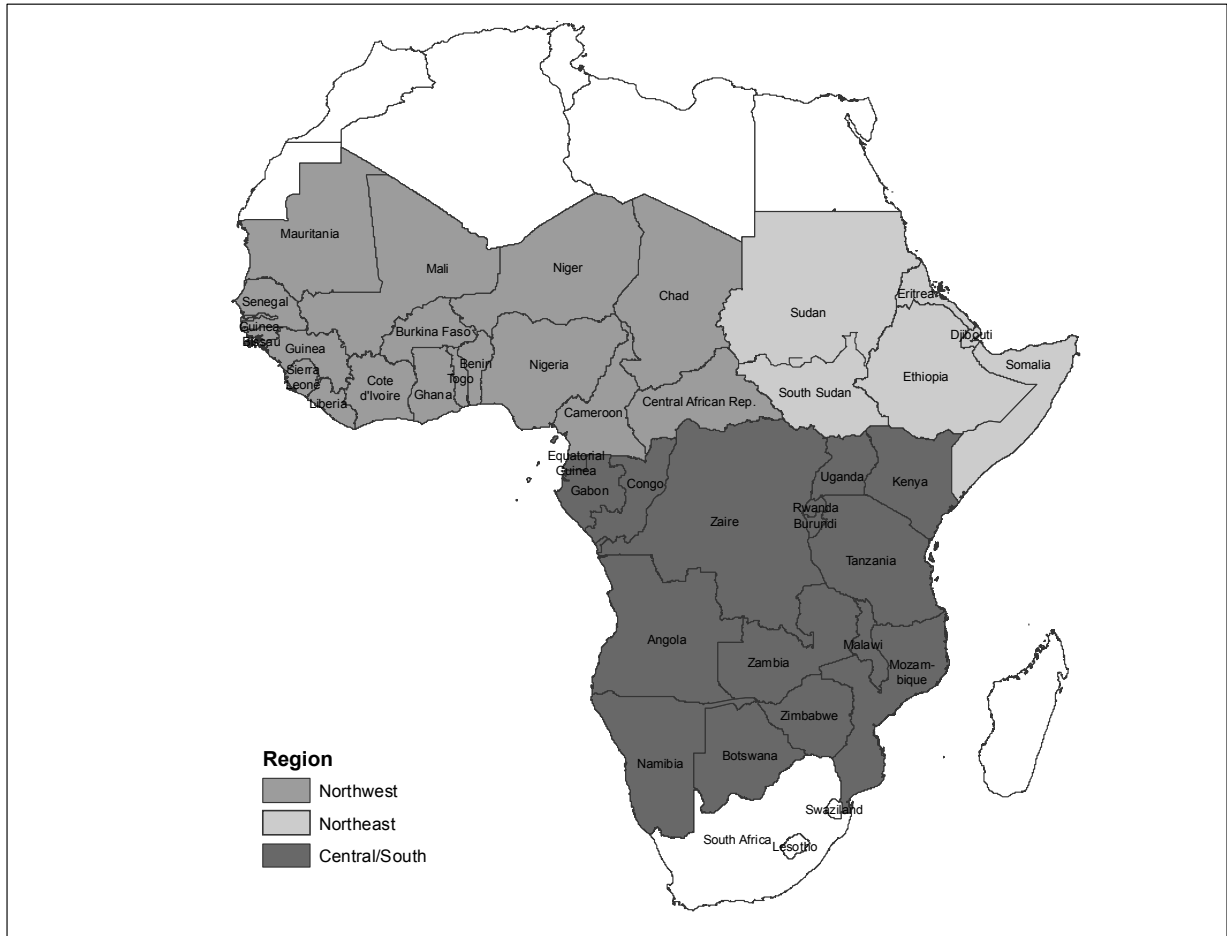 Mauritania
Mali
Niger
Chad
Sudan
Eritrea
Senegal
Guinea
Bissau
Burkina Faso
Djibouti
Guinea
Benin
Nigeria
Somalia
Sierra
Leone
Cote
d'Ivoire
Togo
Ethiopia
Ghana
South Sudan
Liberia
Cameroon
Central African Rep.
Equatorial
Guinea
Gabon
Congo
Uganda
Kenya
Rwanda
Burundi
Zaire
Tanzania
Angola
Malawi
Zambia
Mozam-
bique
Zimbabwe
Namibia
Botswana
Swaziland
South Africa
Lesotho
Region
Northwest
Northeast
Central/South